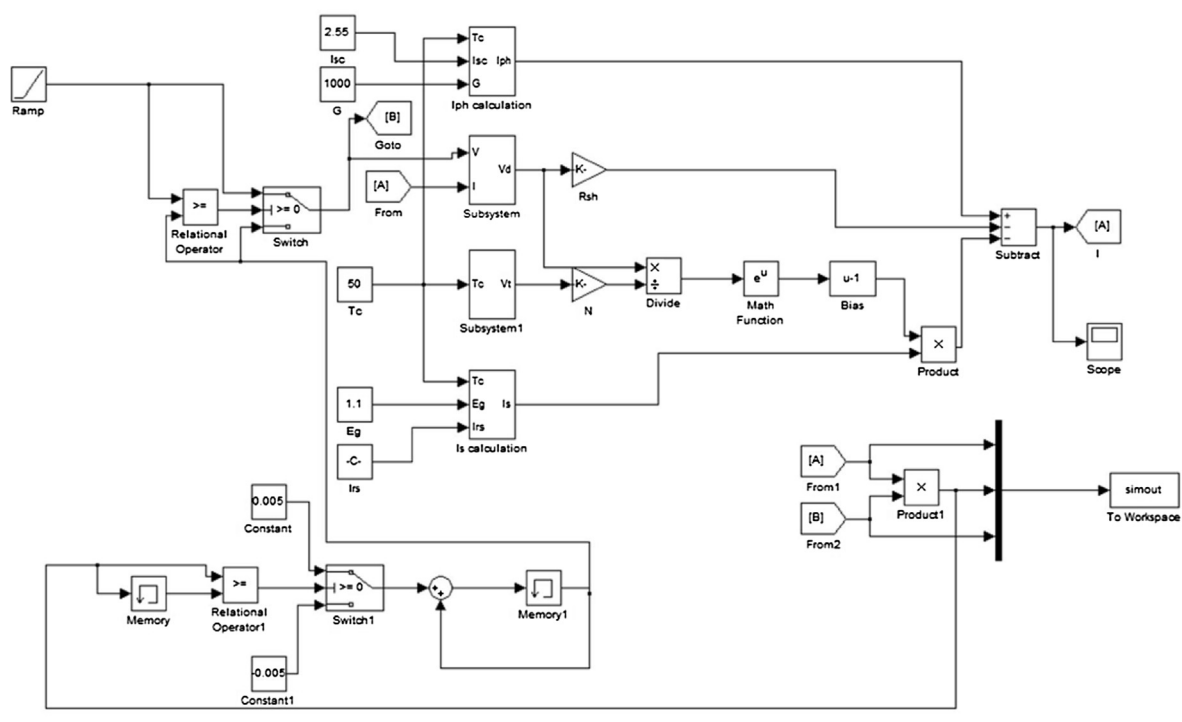 2.55
Isc
1000
G
Tc
Isc Iph
G
Iph calculation
Ramp
[B]
Goto
[A]
From
V
Vd
I
Subsystem
K-
Rsh
>=
Relational
Operator
>= 0
Switch
50
Tc
Tc Vt
Subsystem1
K-
N
×
÷
Divide
e^u
Math
Function
u-1
Bias
×
Product
+
−
−
Subtract
[A]
I
Scope
1.1
Eg
-C-
Irs
Tc
Eg Is
Irs
Is calculation
[A]
From1
[B]
From2
×
Product1
simout
To Workspace
0.005
Constant
Memory
>=
Relational
Operator1
>= 0
Switch1
-0.005
Constant1
+
+
Memory1